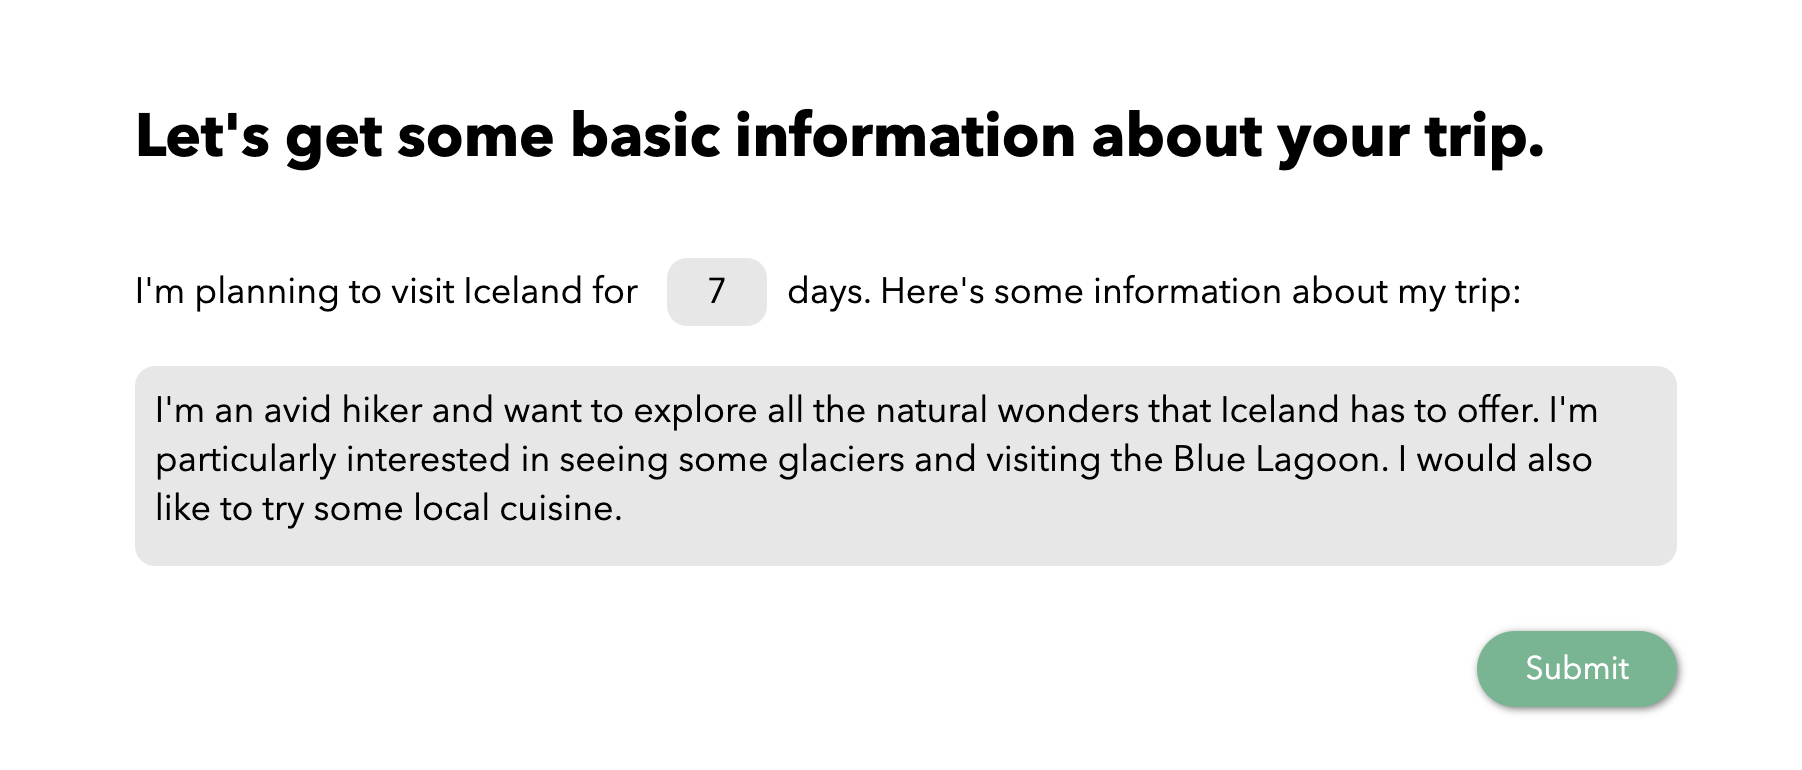 Let's get some basic information about your trip.
I'm planning to visit Iceland for 7 days. Here's some information about my trip:
I'm an avid hiker and want to explore all the natural wonders that Iceland has to offer. I'm
particularly interested in seeing some glaciers and visiting the Blue Lagoon. I would also
like to try some local cuisine.
Submit